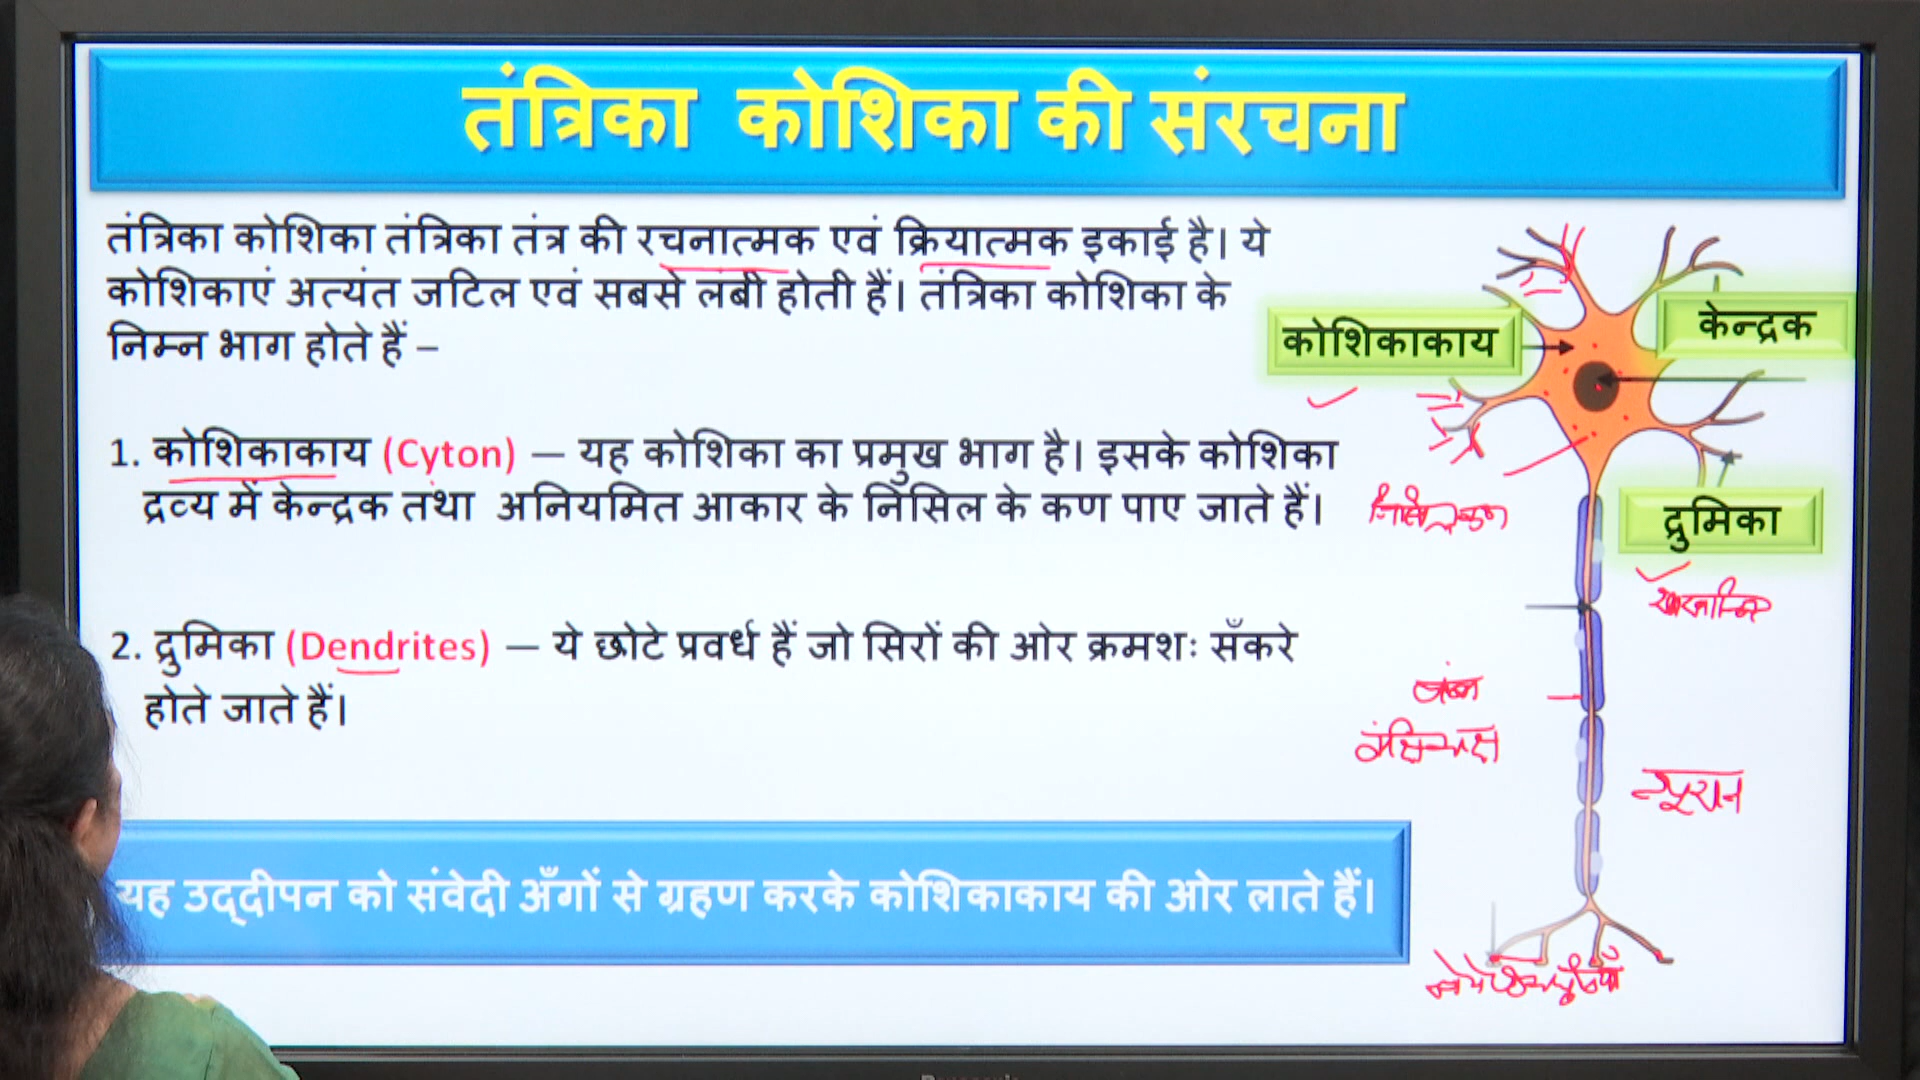 तंत्रिका कोशिका की संरचना
तंत्रिका कोशिका तंत्रिका तंत्र की रचनात्मक एवं क्रियात्मक इकाई है। ये
कोशिकाएं अत्यंत जटिल एवं सबसे लंबी होती हैं। तंत्रिका कोशिका के
निम्न भाग होते हैं –
कोशिकाकाय
केन्द्रक
1. कोशिकाकाय (Cyton) — यह कोशिका का प्रमुख भाग है। इसके कोशिका
द्रव्य में केन्द्रक तथा अनियमित आकार के निसिल के कण पाए जाते हैं।
द्रुमिका
2. द्रुमिका (Dendrites) — ये छोटे प्रवर्ध हैं जो सिरों की ओर क्रमशः सँकरे
होते जाते हैं।
न्यूरान
यह उद्दीपन को संवेदी अँगों से ग्रहण करके कोशिकाकाय की ओर लाते हैं।